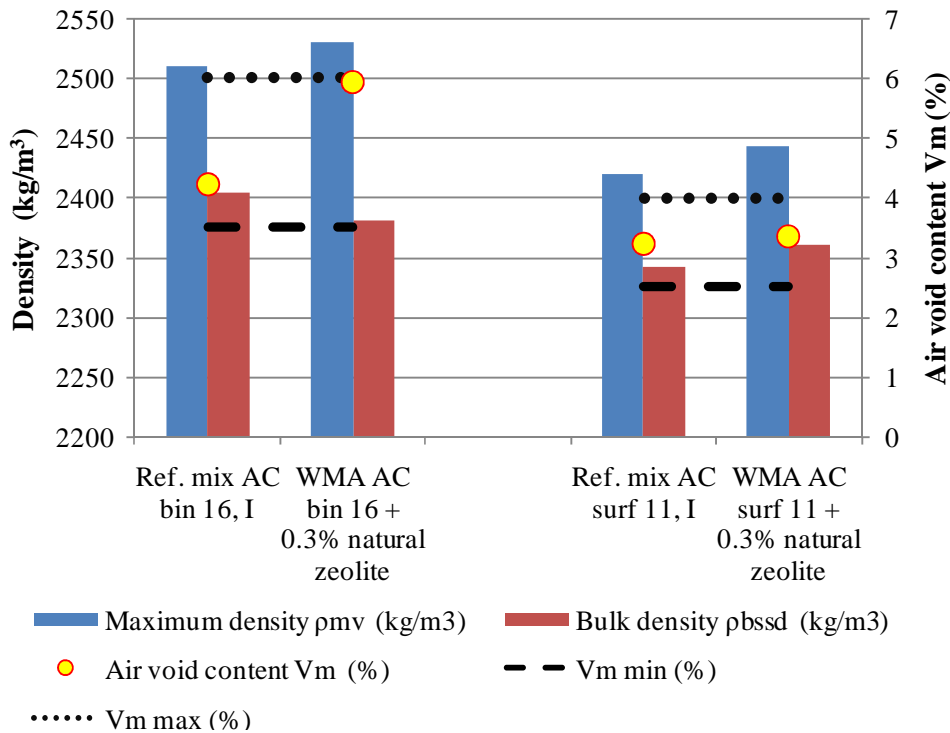 Density (kg/m³)
2550
2500
2450
2400
2350
2300
2250
2200
7
6
5
4
3
2
1
0
Air void content Vm (%)
Ref. mix AC
bin 16, I
WMA AC
bin 16 +
0.3% natural
zeolite
Ref. mix AC
surf 11, I
WMA AC
surf 11 +
0.3% natural
zeolite
Maximum density ρmv (kg/m3)
Bulk density ρbssd (kg/m3)
Air void content Vm (%)
Vm min (%)
Vm max (%)